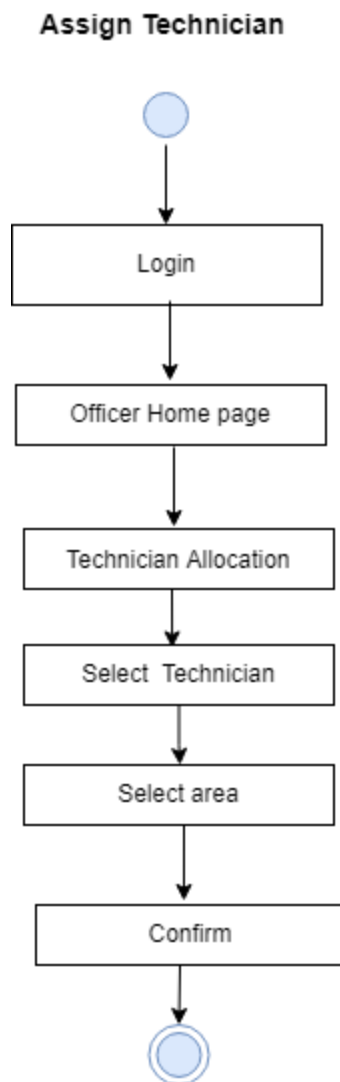 Assign Technician
Login
Officer Home page
Technician Allocation
Select Technician
Select area
Confirm